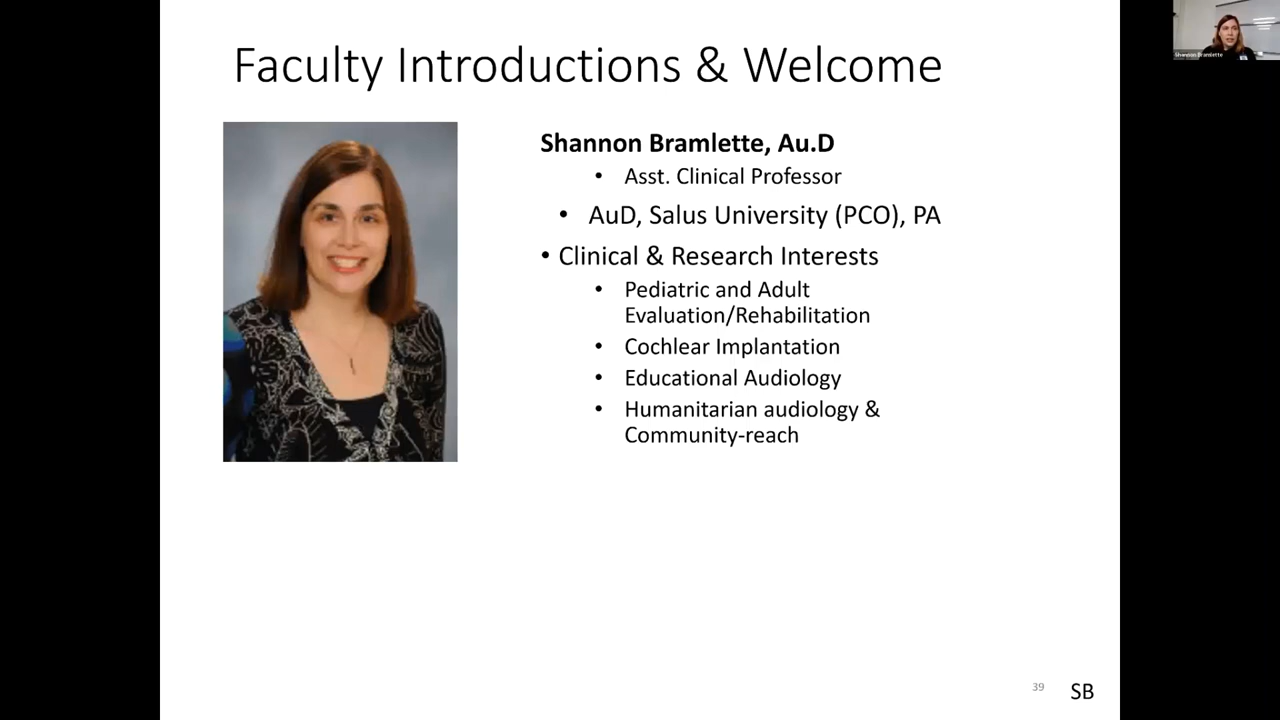 Faculty Introductions & Welcome
Shannon Bramlette
Shannon Bramlette, Au.D
• Asst. Clinical Professor
• AuD, Salus University (PCO), PA
• Clinical & Research Interests
• Pediatric and Adult
Evaluation/Rehabilitation
• Cochlear Implantation
• Educational Audiology
• Humanitarian audiology &
Community-reach
39
SB